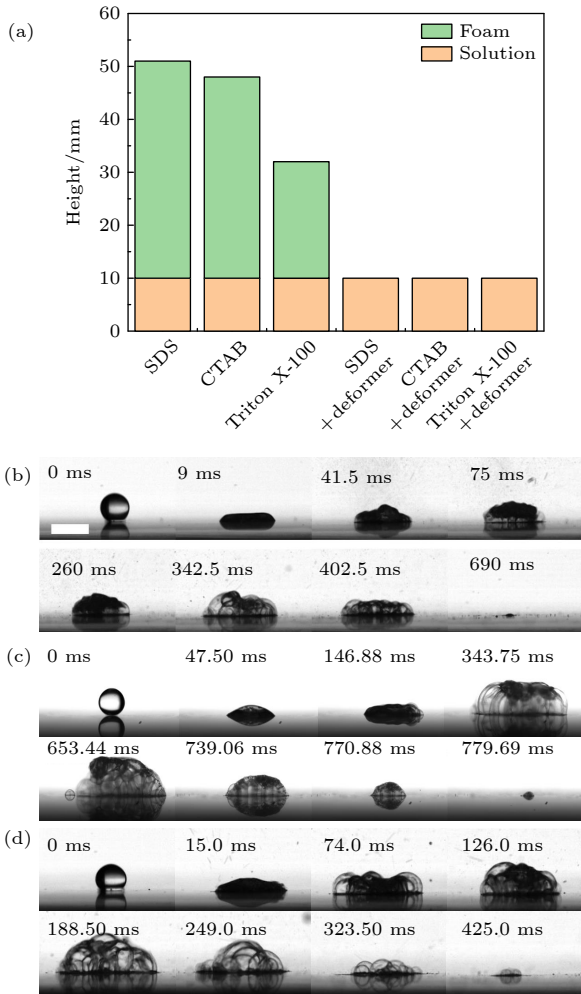 (a)
60
50
40
30
20
10
0
Height/mm
Foam
Solution
SDS
CTAB
Triton X-100
SDS
+deformer
CTAB
+deformer
Triton X-100
+deformer
(b)
0 ms
9 ms
41.5 ms
75 ms
260 ms
342.5 ms
402.5 ms
690 ms
(c)
0 ms
47.50 ms
146.88 ms
343.75 ms
653.44 ms
739.06 ms
770.88 ms
779.69 ms
(d)
0 ms
15.0 ms
74.0 ms
126.0 ms
188.50 ms
249.0 ms
323.50 ms
425.0 ms